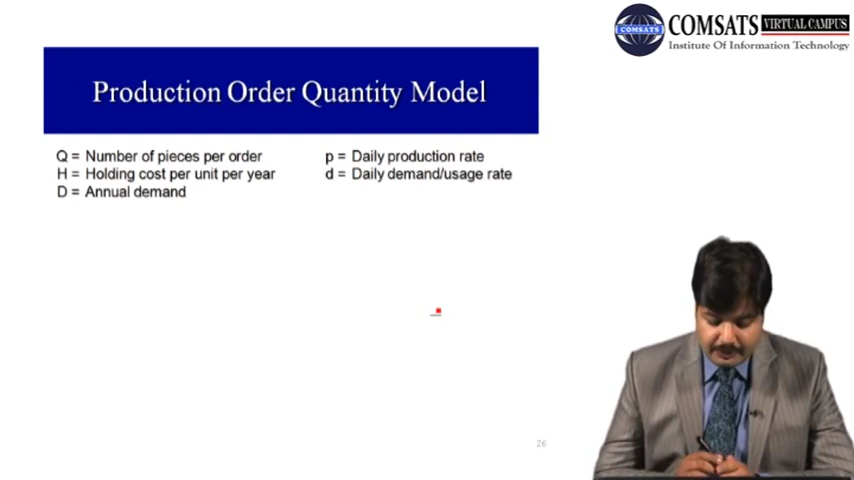 COMSATS VIRTUAL CAMPUS
COMSATS
Institute Of Information Technology
Production Order Quantity Model
Q = Number of pieces per order
H = Holding cost per unit per year
D = Annual demand
p = Daily production rate
d = Daily demand/usage rate
26